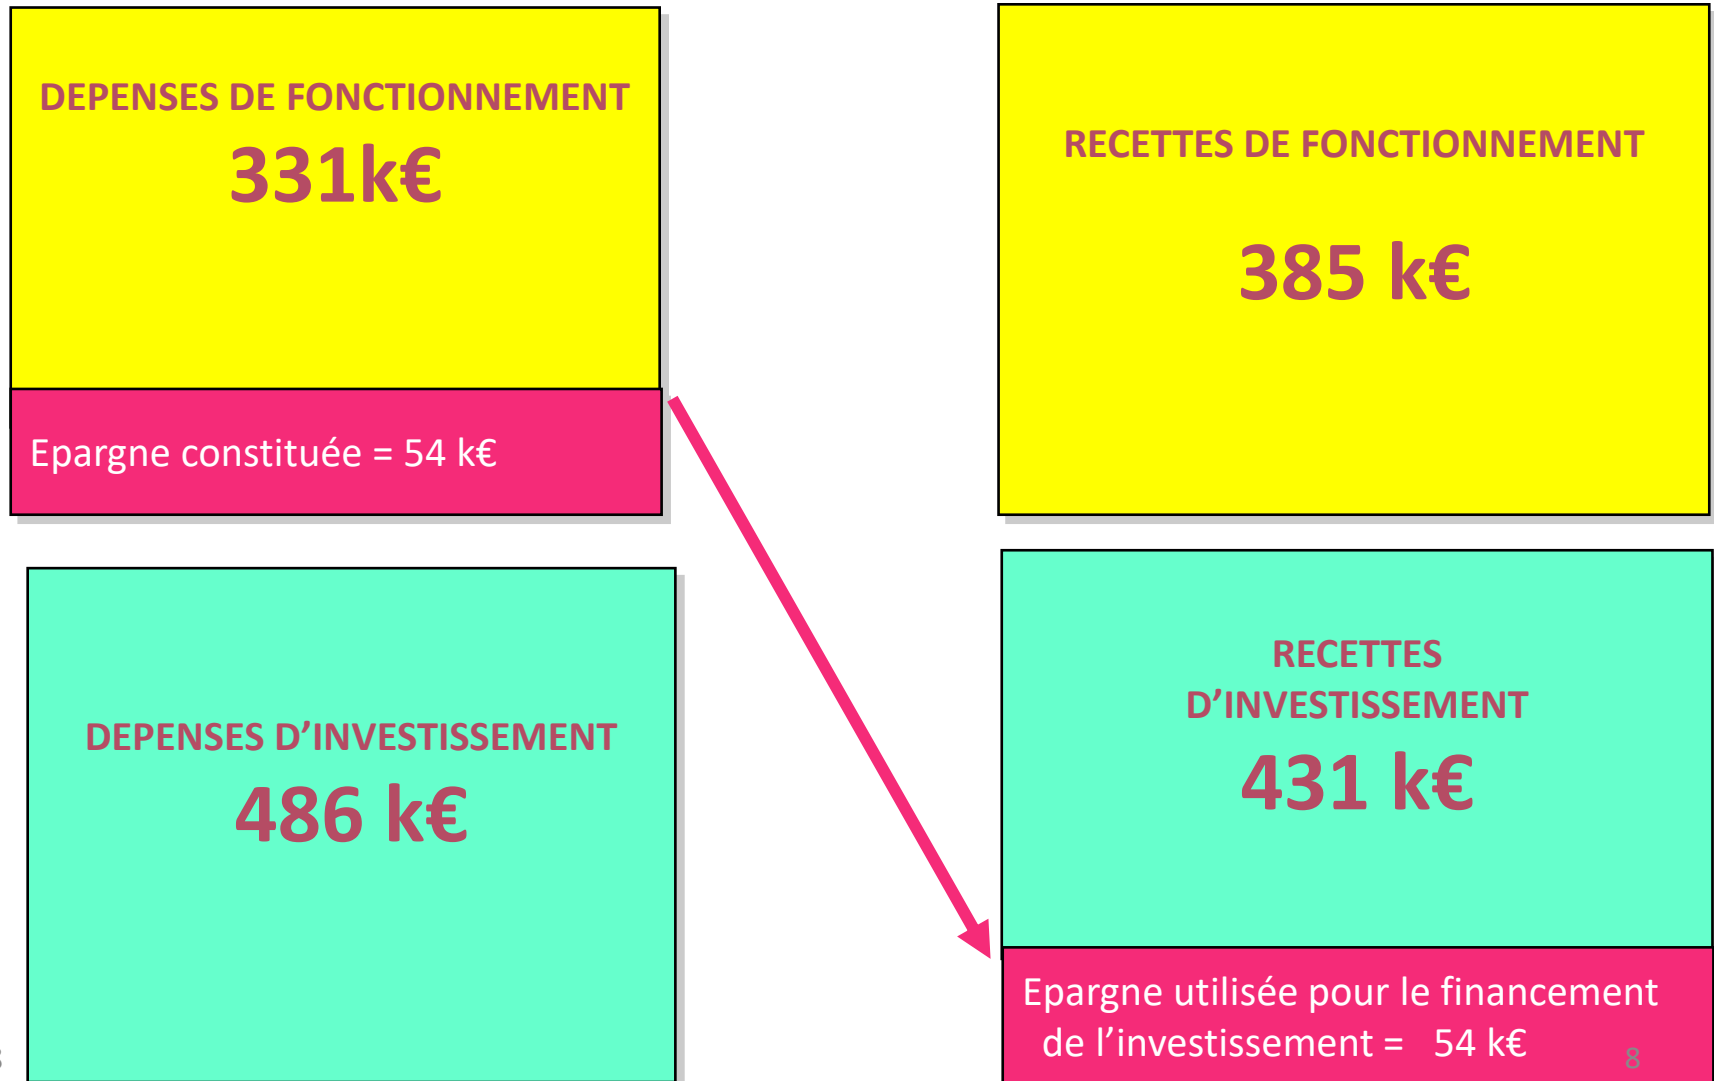 DEPENSES DE FONCTIONNEMENT
331k€
Epargne constituée = 54 k€
RECETTES DE FONCTIONNEMENT
385 k€
DEPENSES D’INVESTISSEMENT
486 k€
RECETTES
D’INVESTISSEMENT
431 k€
Epargne utilisée pour le financement
de l’investissement = 54 k€
8